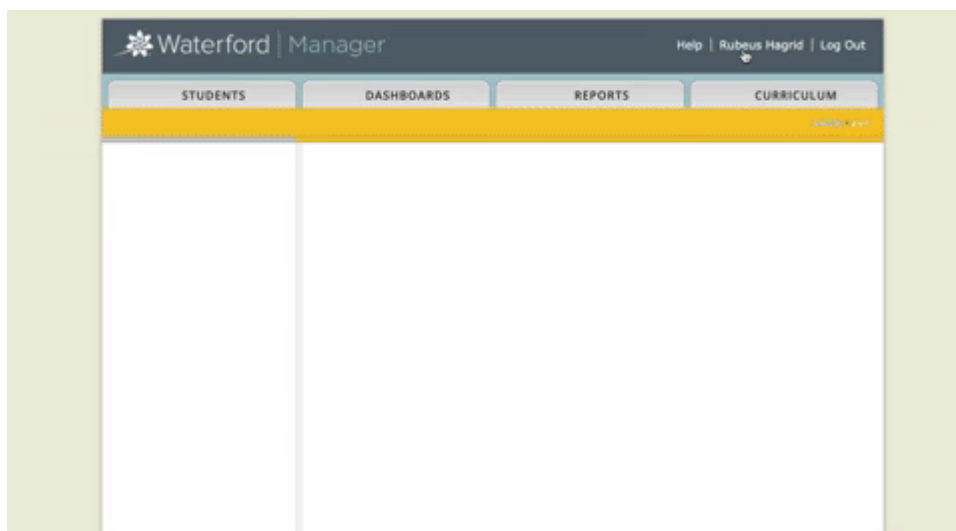 Waterford | Manager
Help | Rubeus Hagrid | Log Out
STUDENTS DASHBOARDS REPORTS CURRICULUM